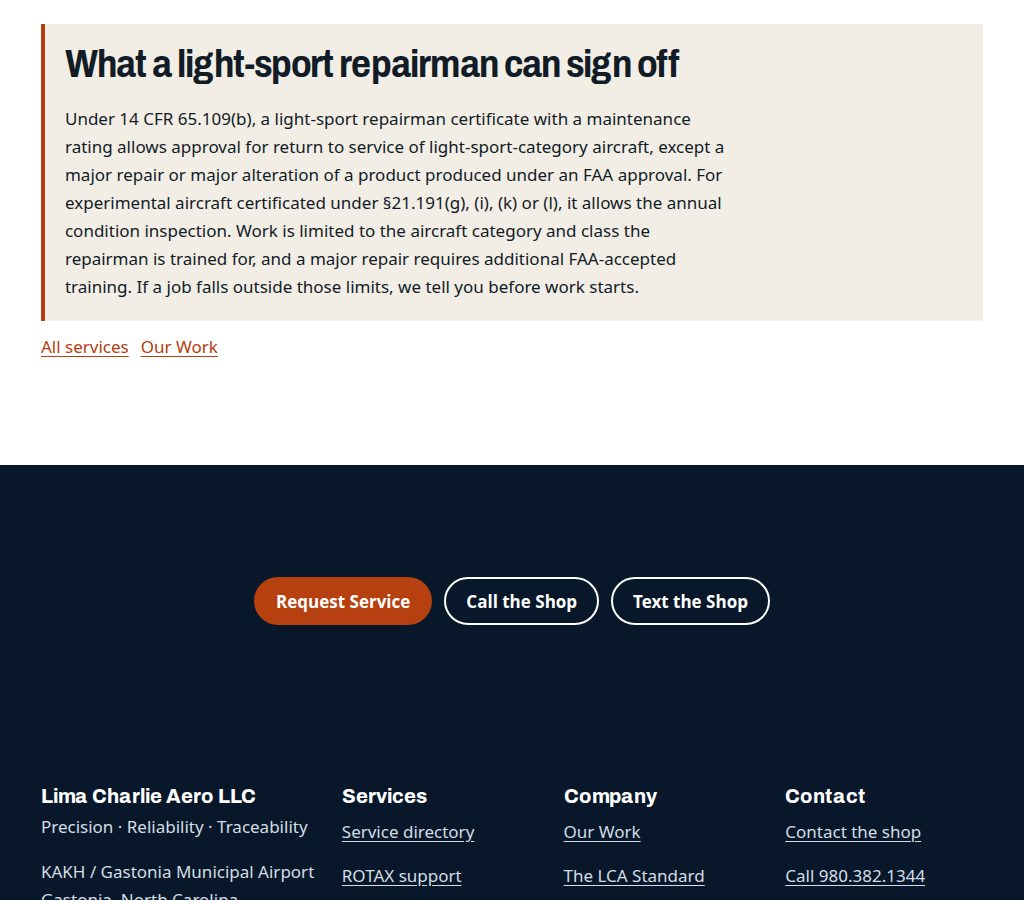 What a light-sport repairman can sign off
Under 14 CFR 65.109(b), a light-sport repairman certificate with a maintenance
rating allows approval for return to service of light-sport-category aircraft, except a
major repair or major alteration of a product produced under an FAA approval. For
experimental aircraft certificated under §21.191(g), (i), (k) or (l), it allows the annual
condition inspection. Work is limited to the aircraft category and class the
repairman is trained for, and a major repair requires additional FAA-accepted
training. If a job falls outside those limits, we tell you before work starts.
All services Our Work
Request Service Call the Shop Text the Shop
Lima Charlie Aero LLC
Precision · Reliability · Traceability
KAKH / Gastonia Municipal Airport
Gastonia, North Carolina
Services
Service directory
ROTAX support
Company
Our Work
The LCA Standard
Contact
Contact the shop
Call 980.382.1344